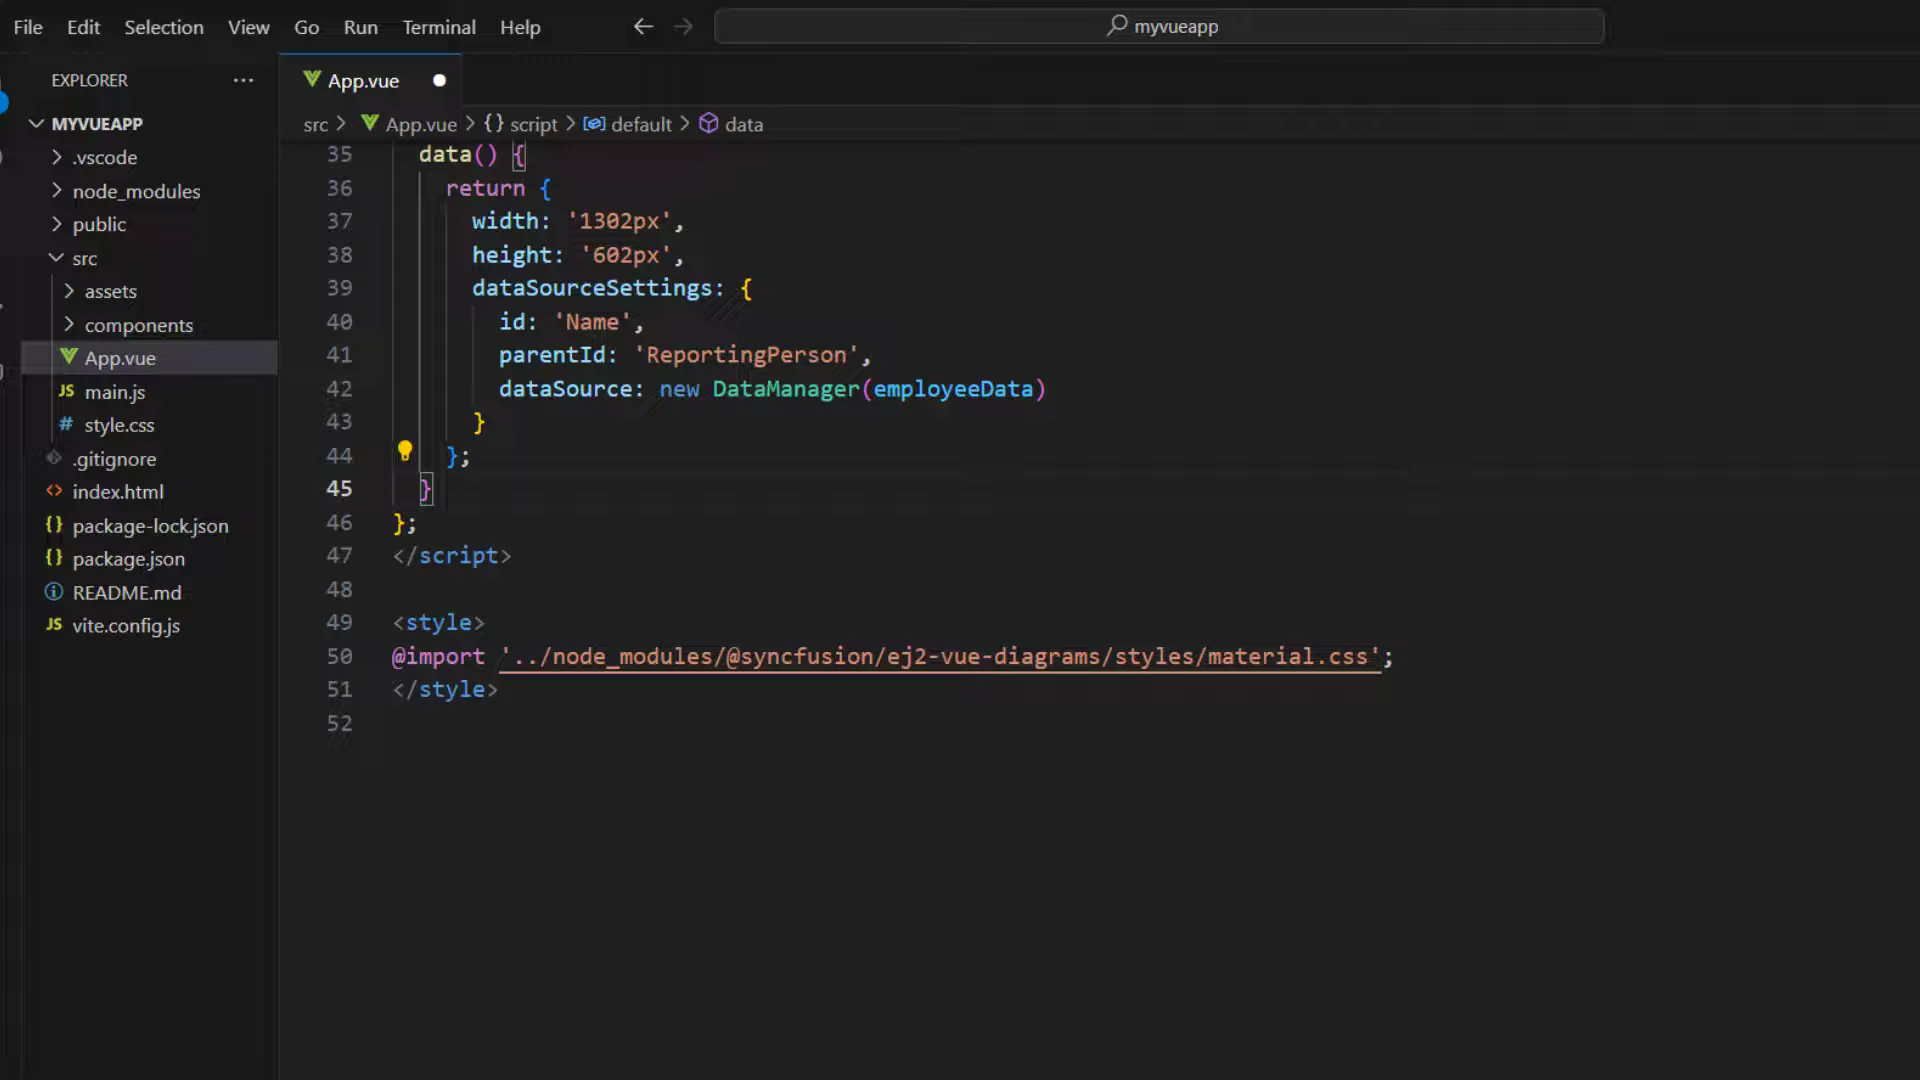 File Edit Selection View Go Run Terminal Help
myvueapp
EXPLORER
MYVUEAPP
.vscode
node_modules
public
src
assets
components
App.vue
JS main.js
# style.css
.gitignore
<> index.html
{} package-lock.json
{} package.json
README.md
JS vite.config.js
App.vue
src > App.vue > {} script > default > data
35 data() {
36 return {
37 width: '1302px',
38 height: '602px',
39 dataSourceSettings: {
40 id: 'Name',
41 parentId: 'ReportingPerson',
42 dataSource: new DataManager(employeeData)
43 }
44 };
45 }
46 };
47 </script>
48
49 <style>
50 @import '../node_modules/@syncfusion/ej2-vue-diagrams/styles/material.css';
51 </style>
52